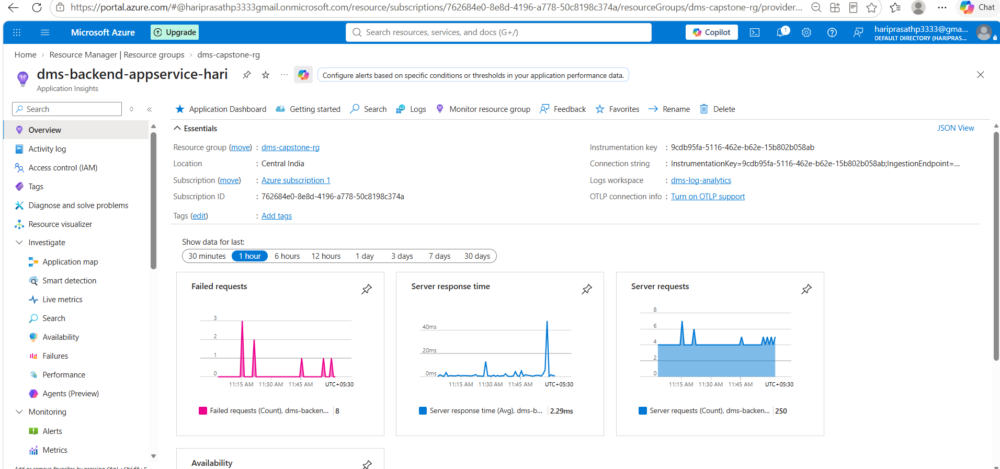 https://portal.azure.com/#@hariprasathp3333gmail.onmicrosoft.com/resource/subscriptions/762684e0-8e8d-4196-a778-50c8198c374a/resourceGroups/dms-capstone-rg/provider...
Chat
Microsoft Azure
Upgrade
Search resources, services, and docs (G+/)
Copilot
1
hariprasathp3333@gma...
DEFAULT DIRECTORY (HARIPRAS...
Home > Resource Manager | Resource groups > dms-capstone-rg
dms-backend-appservice-hari
Configure alerts based on specific conditions or thresholds in your application performance data.
Application Insights
Search
Application Dashboard Getting started Search Logs Monitor resource group Feedback Favorites Rename Delete
Overview
Activity log
Access control (IAM)
Tags
Diagnose and solve problems
Resource visualizer
Investigate
Application map
Smart detection
Live metrics
Search
Availability
Failures
Performance
Agents (Preview)
Monitoring
Alerts
Metrics
Add or remove favorites by pressing Ctrl+Shift+F
Essentials
JSON View
Resource group (move) : dms-capstone-rg
Location : Central India
Subscription (move) : Azure subscription 1
Subscription ID : 762684e0-8e8d-4196-a778-50c8198c374a
Tags (edit) : Add tags
Instrumentation key : 9cdb95fa-5116-462e-b62e-15b802b058ab
Connection string : InstrumentationKey=9cdb95fa-5116-462e-b62e-15b802b058ab;IngestionEndpoint=...
Logs workspace : dms-log-analytics
OTLP connection info : Turn on OTLP support
Show data for last:
30 minutes 1 hour 6 hours 12 hours 1 day 3 days 7 days 30 days
Failed requests
3
2
1
0
11:15 AM 11:30 AM 11:45 AM UTC+05:30
Failed requests (Count), dms-backen... 8
Server response time
40ms
20ms
0ms
11:15 AM 11:30 AM 11:45 AM UTC+05:30
Server response time (Avg), dms-b... 2.29ms
Server requests
8
6
4
2
0
11:15 AM 11:30 AM 11:45 AM UTC+05:30
Server requests (Count), dms-backen... 250
Availability